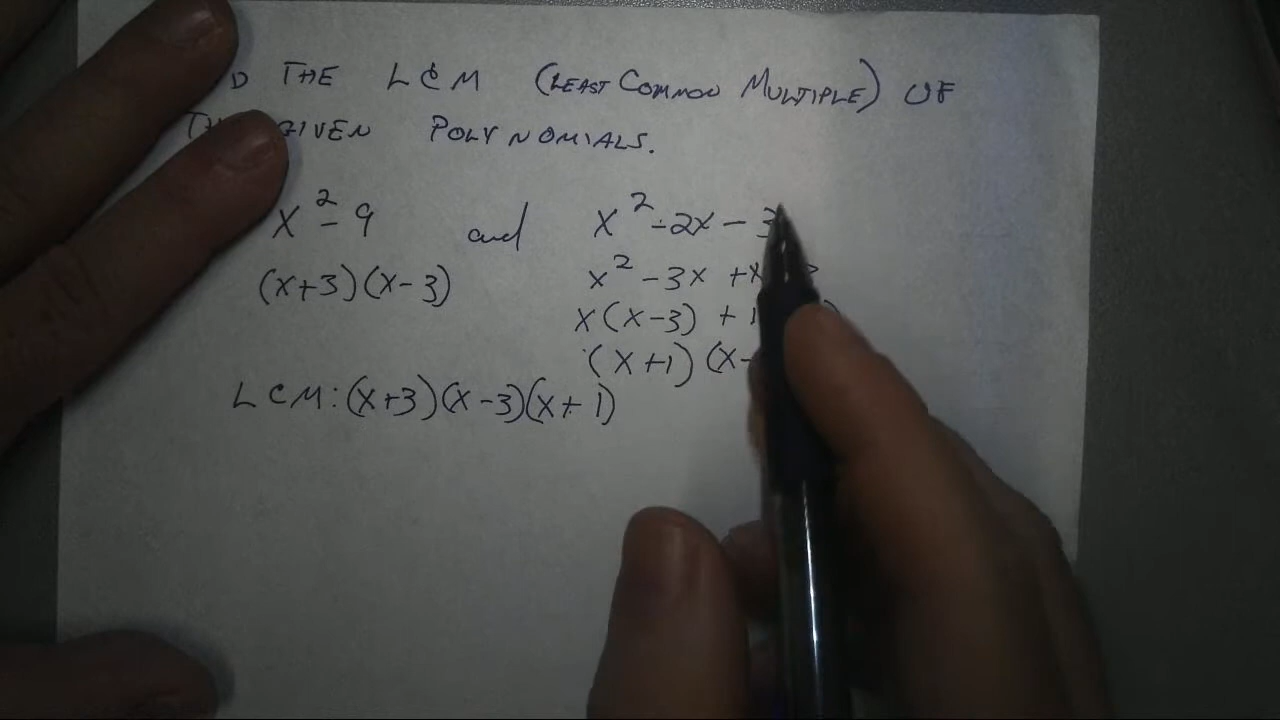 THE LCM (LEAST COMMON MULTIPLE) OF
GIVEN POLYNOMIALS.
x² - 9 and x² - 2x - 3
(x+3)(x-3) x² - 3x + x
x(x-3) + 1
(x+1)(x-
LCM: (x+3)(x-3)(x+1)